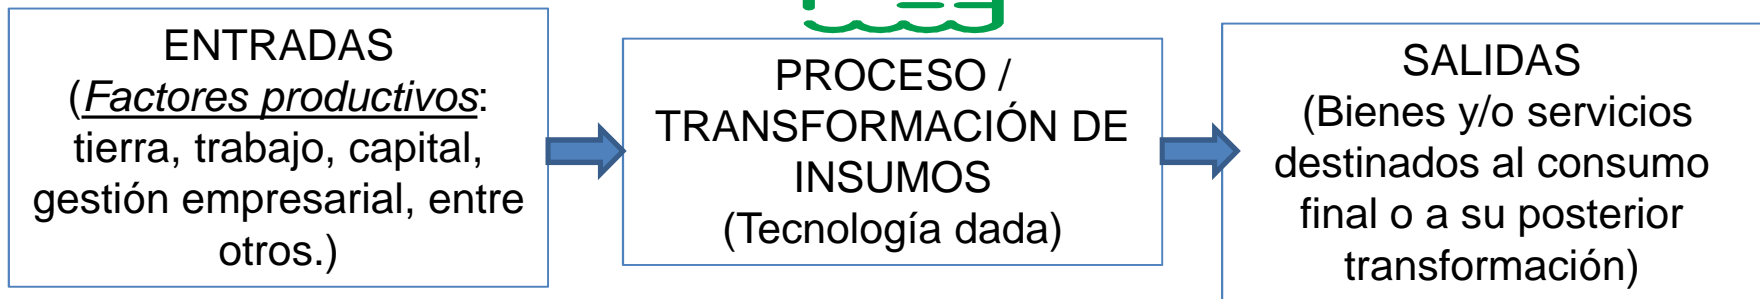 ENTRADAS
(Factores productivos:
tierra, trabajo, capital,
gestión empresarial, entre
otros.)
PROCESO /
TRANSFORMACIÓN DE
INSUMOS
(Tecnología dada)
SALIDAS
(Bienes y/o servicios
destinados al consumo
final o a su posterior
transformación)